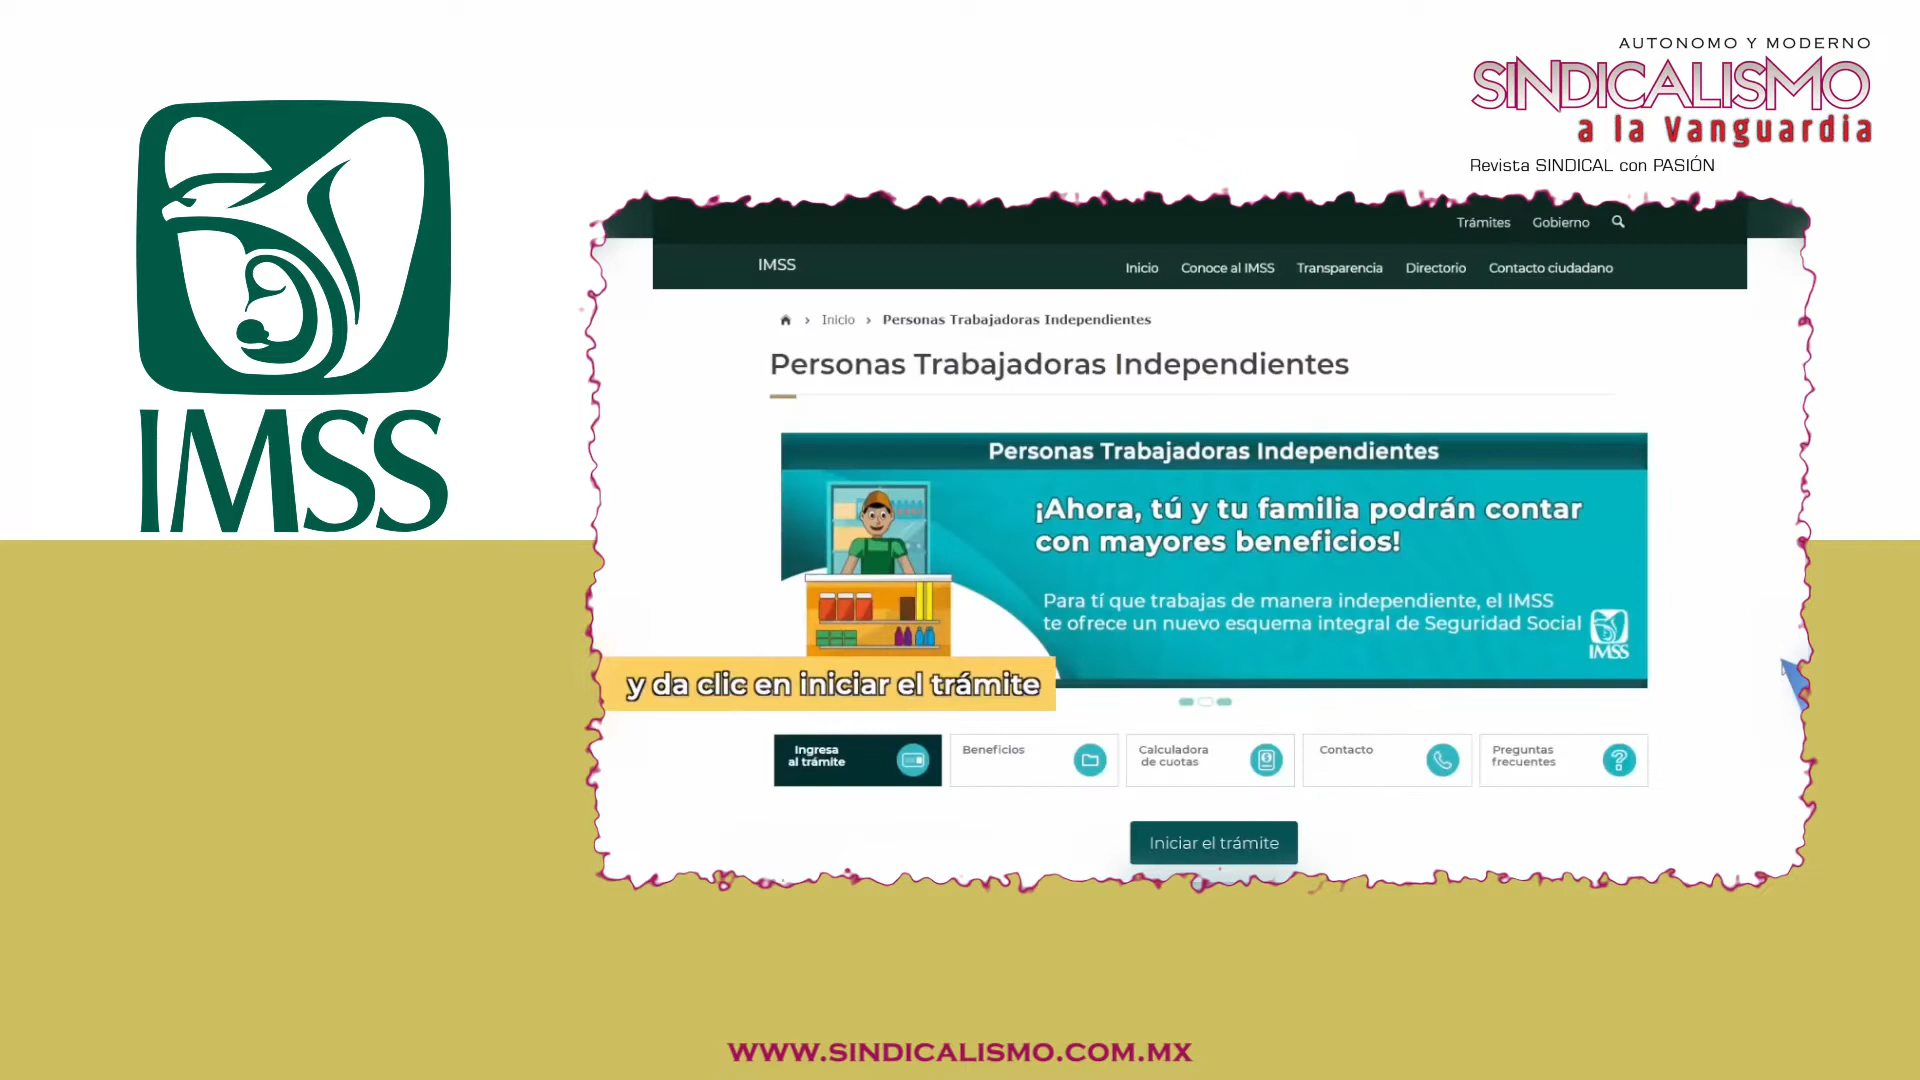 AUTONOMO Y MODERNO
SINDICALISMO
a la Vanguardia
Revista SINDICAL con PASIÓN
IMSS
Trámites Gobierno
IMSS
Inicio Conoce al IMSS Transparencia Directorio Contacto ciudadano
Inicio > Personas Trabajadoras Independientes
Personas Trabajadoras Independientes
Personas Trabajadoras Independientes
¡Ahora, tú y tu familia podrán contar
con mayores beneficios!
Para tí que trabajas de manera independiente, el IMSS
te ofrece un nuevo esquema integral de Seguridad Social
IMSS
y da clic en iniciar el trámite
Ingresa
al trámite
Beneficios
Calculadora
de cuotas
Contacto
Preguntas
frecuentes
Iniciar el trámite
WWW.SINDICALISMO.COM.MX